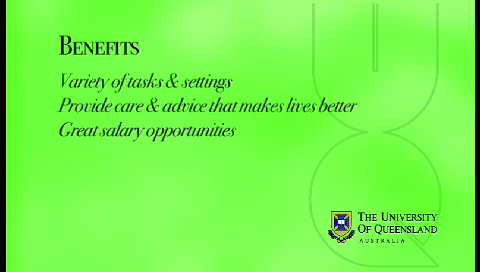 BENEFITS
Variety of tasks & settings
Provide care & advice that makes lives better
Great salary opportunities
THE UNIVERSITY
OF QUEENSLAND
AUSTRALIA